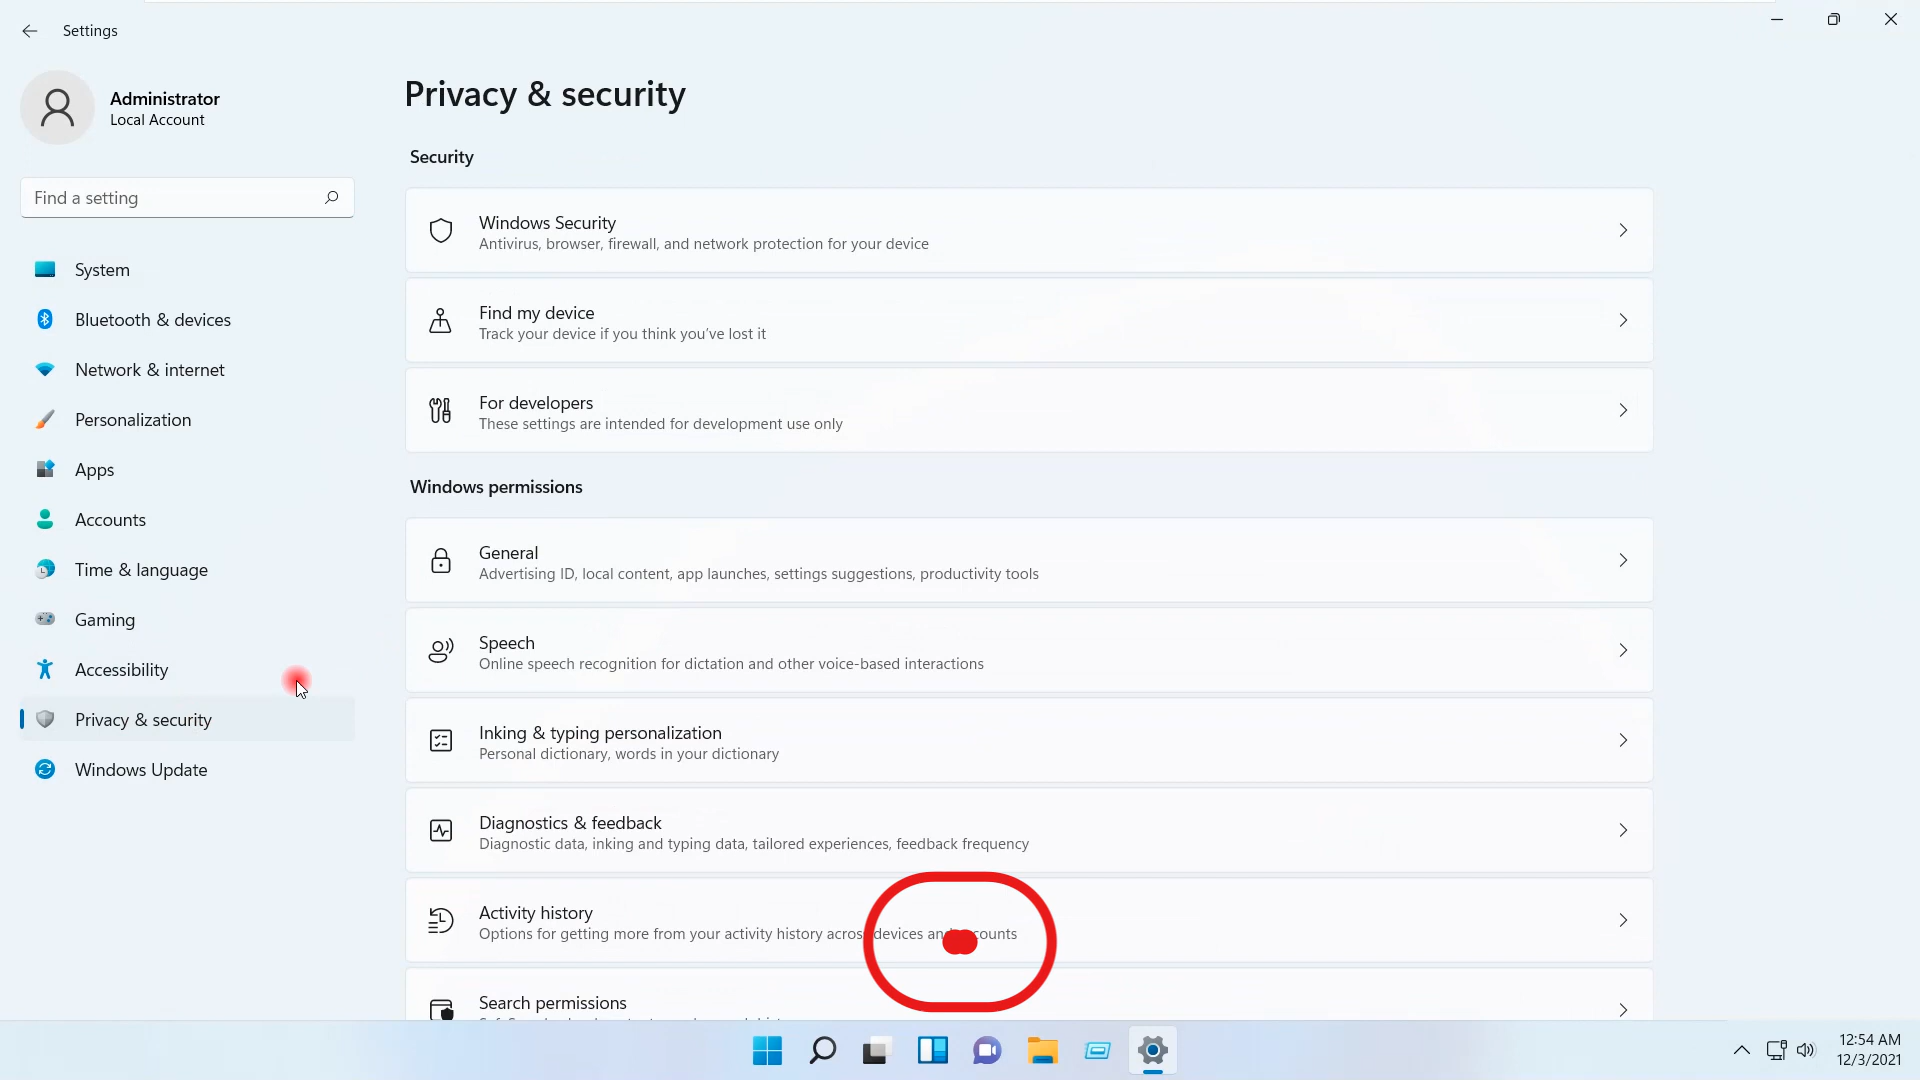 Settings
Administrator
Local Account
Find a setting
System
Bluetooth & devices
Network & internet
Personalization
Apps
Accounts
Time & language
Gaming
Accessibility
Privacy & security
Windows Update
Privacy & security
Security
Windows Security
Antivirus, browser, firewall, and network protection for your device
Find my device
Track your device if you think you've lost it
For developers
These settings are intended for development use only
Windows permissions
General
Advertising ID, local content, app launches, settings suggestions, productivity tools
Speech
Online speech recognition for dictation and other voice-based interactions
Inking & typing personalization
Personal dictionary, words in your dictionary
Diagnostics & feedback
Diagnostic data, inking and typing data, tailored experiences, feedback frequency
Activity history
Options for getting more from your activity history across devices and accounts
Search permissions
12:54 AM
12/3/2021